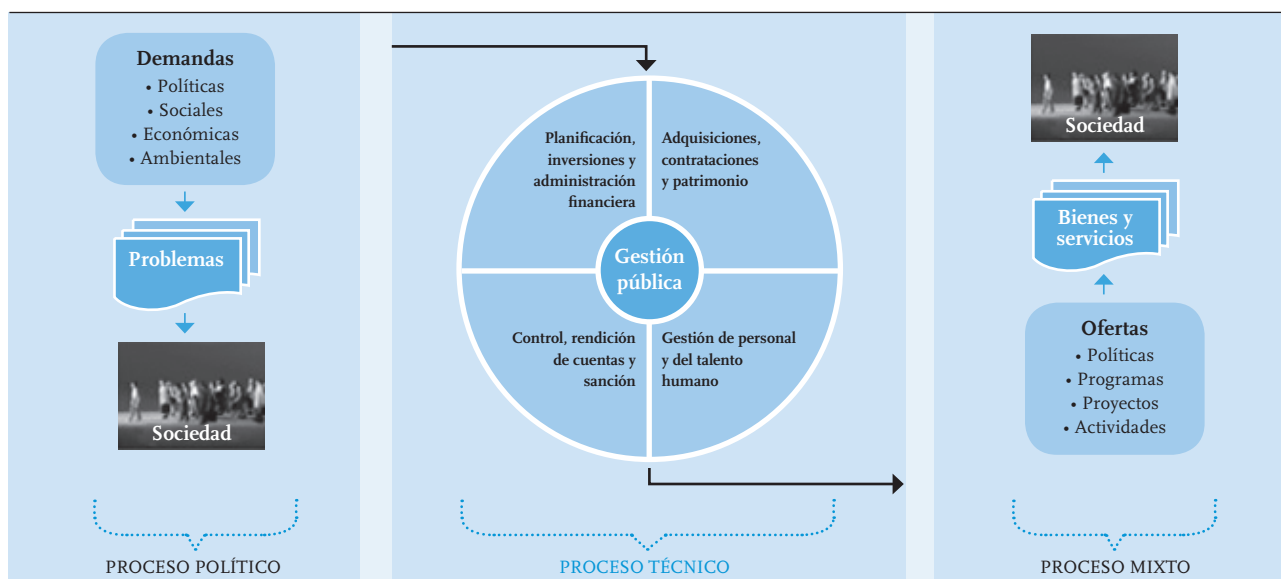 Demandas
• Políticas
• Sociales
• Económicas
• Ambientales
Problemas
Sociedad
PROCESO POLÍTICO
Planificación,
inversiones y
administración
financiera
Adquisiciones,
contrataciones
y patrimonio
Gestión
pública
Control, rendición
de cuentas y
sanción
Gestión de personal
y del talento
humano
PROCESO TÉCNICO
Sociedad
Bienes y
servicios
Ofertas
• Políticas
• Programas
• Proyectos
• Actividades
PROCESO MIXTO